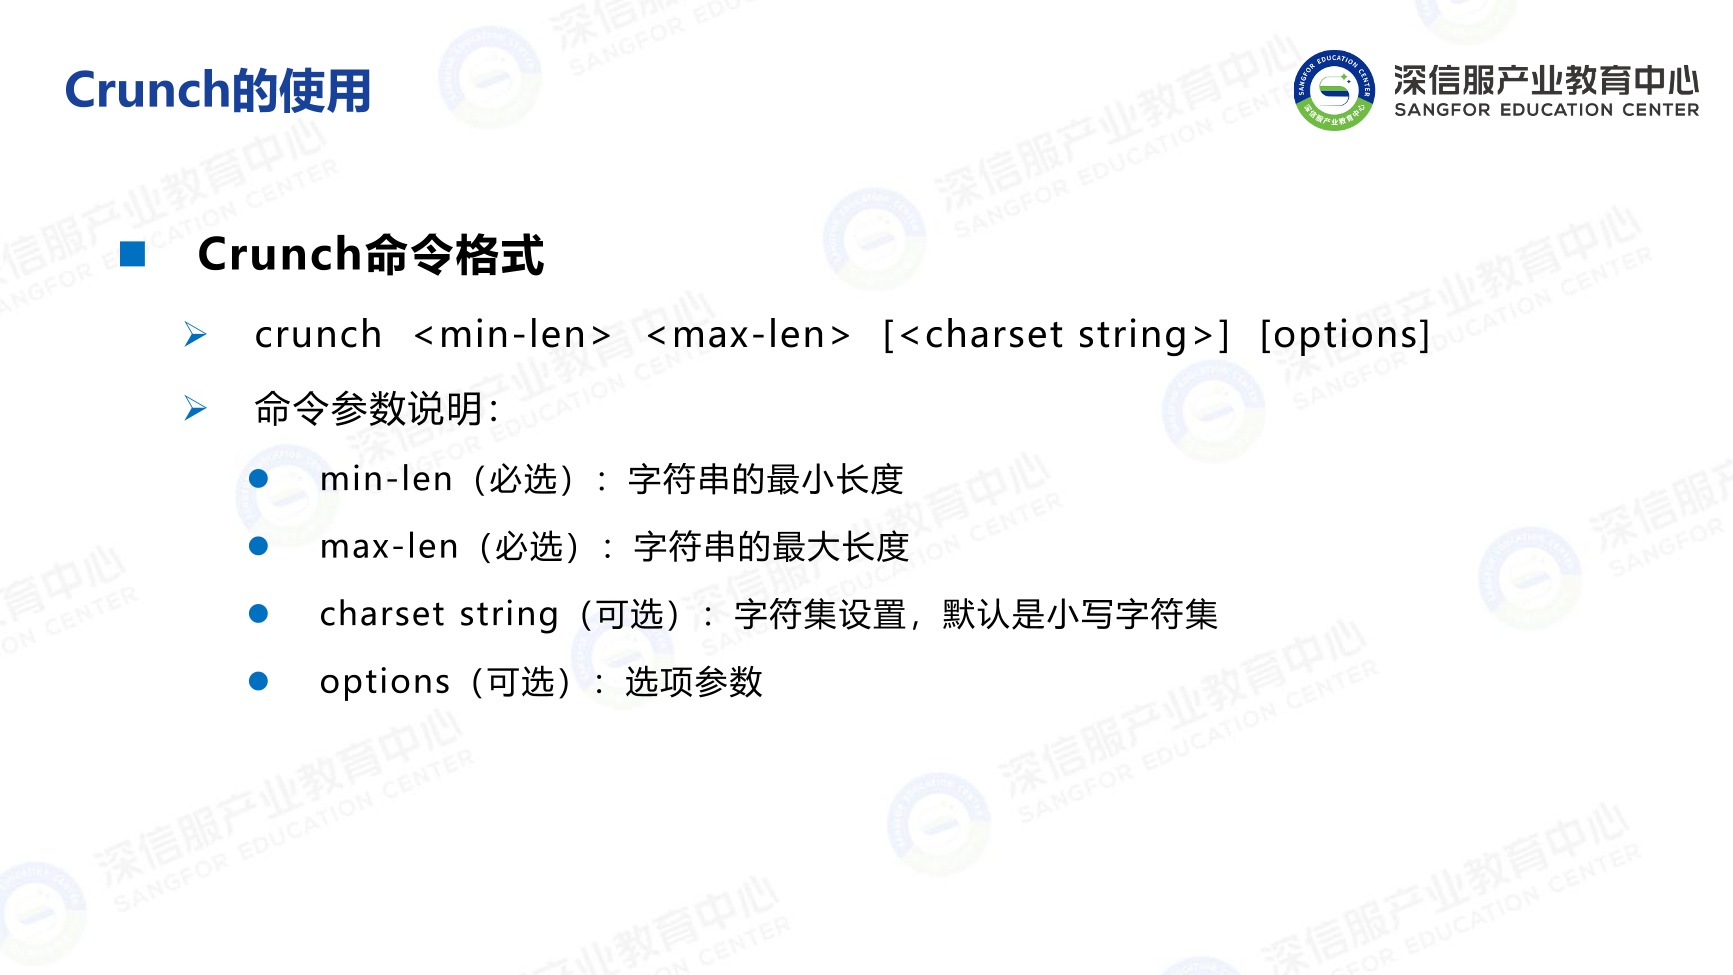 Crunch的使用
深信服产业教育中心
SANGFOR EDUCATION CENTER
Crunch命令格式
crunch <min-len> <max-len> [<charset string>] [options]
命令参数说明：
min-len（必选）：字符串的最小长度
max-len（必选）：字符串的最大长度
charset string（可选）：字符集设置，默认是小写字符集
options（可选）：选项参数